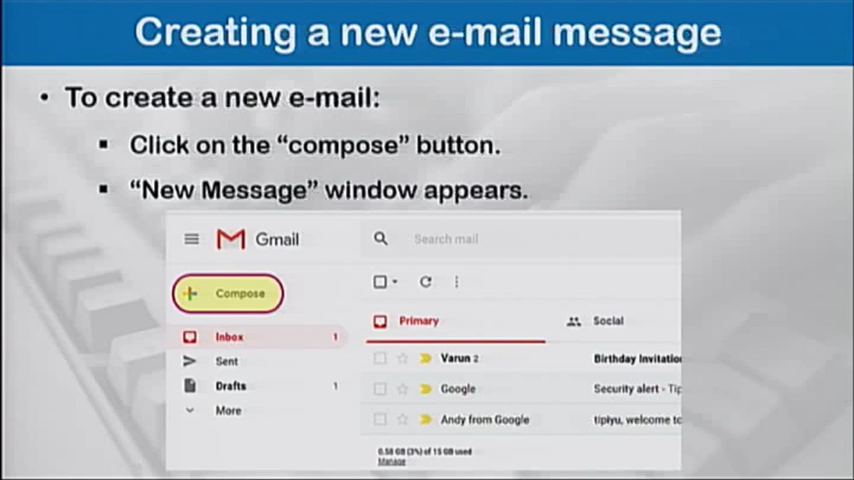 Creating a new e-mail message
• To create a new e-mail:
▪ Click on the “compose” button.
▪ “New Message” window appears.
Gmail
Search mail
Compose
Inbox 1
Primary
Social
Sent
Varun 2 Birthday Invitation
Drafts 1
Google Security alert - Tip
More
Andy from Google tiplyu, welcome to
0.58 GB (3%) of 15 GB used
Manage